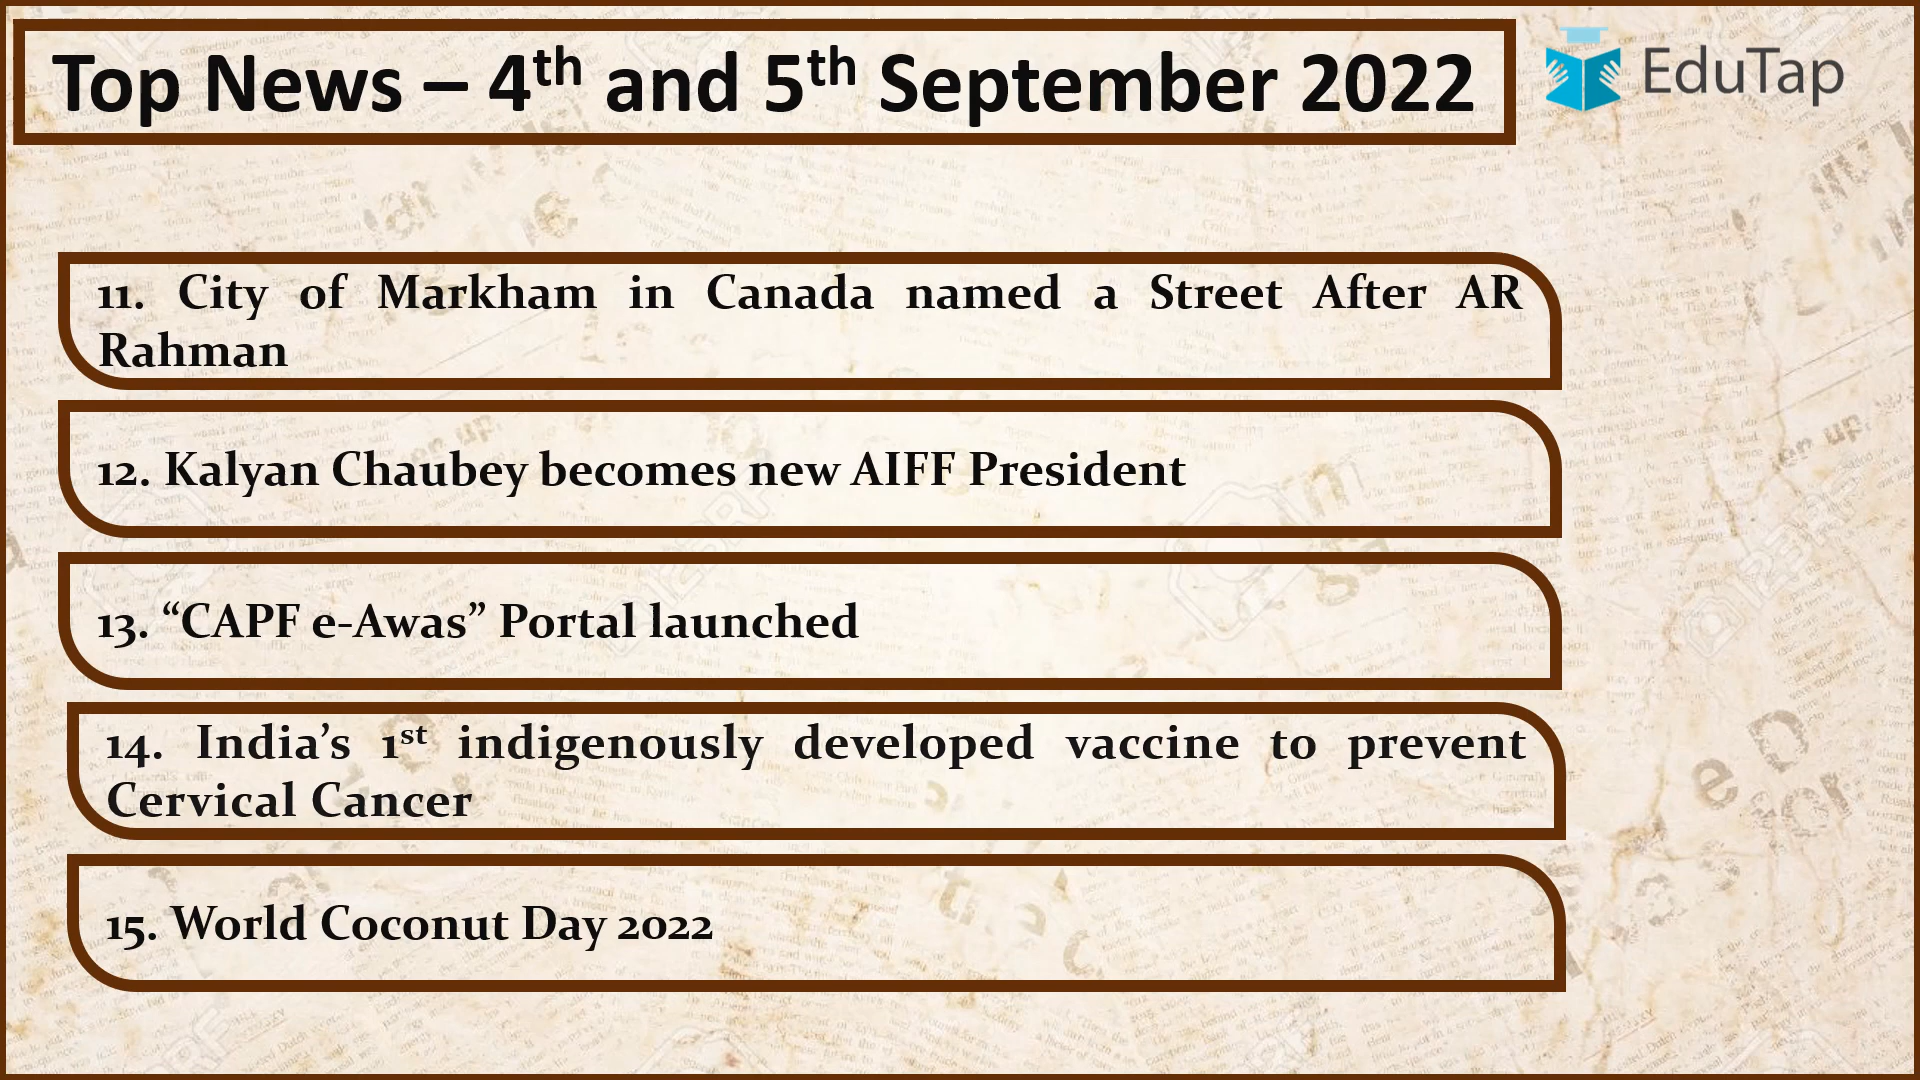 Top News – 4th and 5th September 2022
EduTap
11. City of Markham in Canada named a Street After AR
Rahman
12. Kalyan Chaubey becomes new AIFF President
13. “CAPF e-Awas” Portal launched
14. India’s 1st indigenously developed vaccine to prevent
Cervical Cancer
15. World Coconut Day 2022